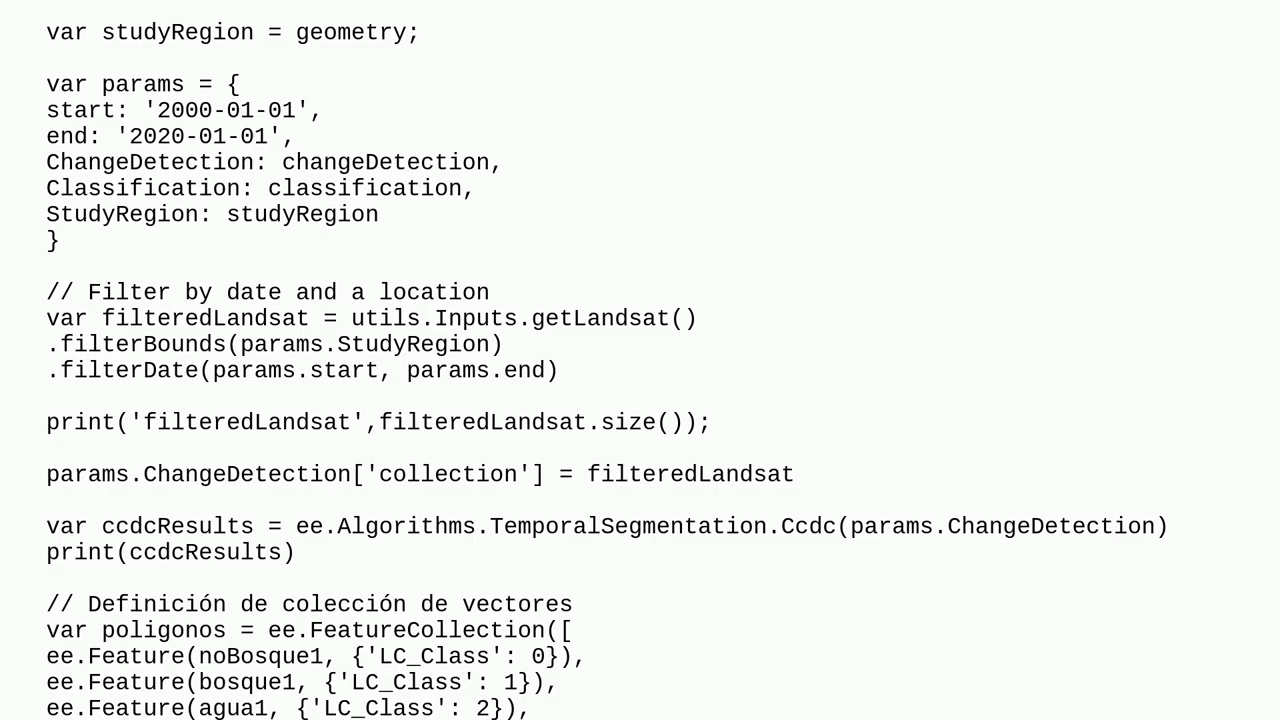 var studyRegion = geometry;
var params = {
start: '2000-01-01',
end: '2020-01-01',
ChangeDetection: changeDetection,
Classification: classification,
StudyRegion: studyRegion
}
// Filter by date and a location
var filteredLandsat = utils.Inputs.getLandsat()
.filterBounds(params.StudyRegion)
.filterDate(params.start, params.end)
print('filteredLandsat',filteredLandsat.size());
params.ChangeDetection['collection'] = filteredLandsat
var ccdcResults = ee.Algorithms.TemporalSegmentation.Ccdc(params.ChangeDetection)
print(ccdcResults)
// Definición de colección de vectores
var poligonos = ee.FeatureCollection([
ee.Feature(noBosque1, {'LC_Class': 0}),
ee.Feature(bosque1, {'LC_Class': 1}),
ee.Feature(agua1, {'LC_Class': 2}),